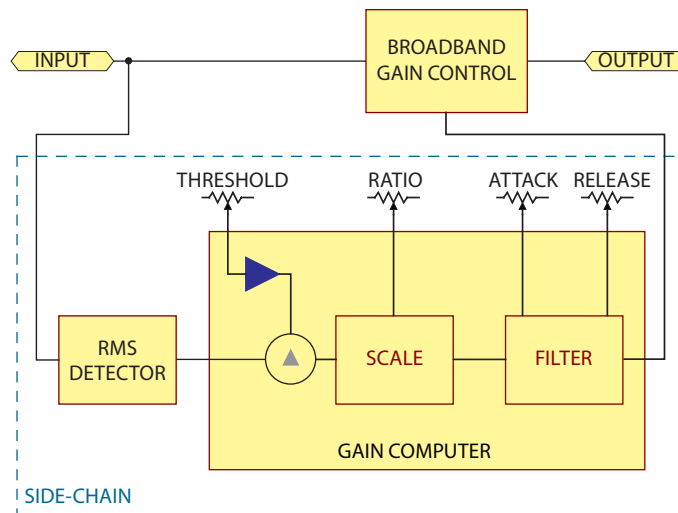 INPUT
BROADBAND
GAIN CONTROL
OUTPUT
THRESHOLD
RATIO
ATTACK
RELEASE
RMS
DETECTOR
SCALE
FILTER
GAIN COMPUTER
SIDE-CHAIN